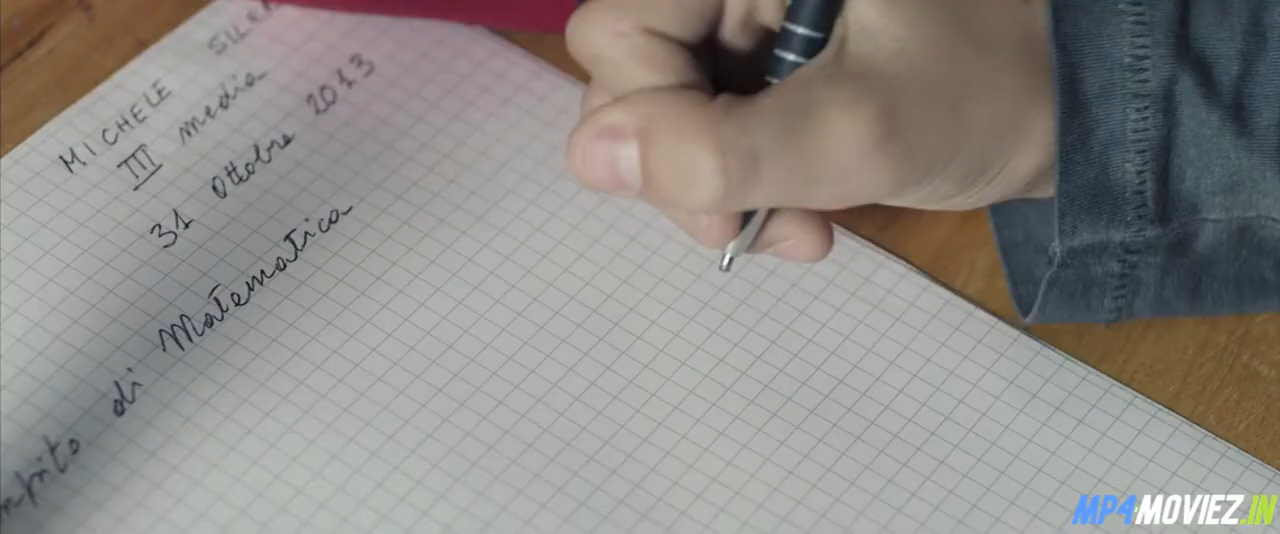 MICHELE
III media
31 Ottobre 2013
di Matematica
MP4MOVIEZ.IN